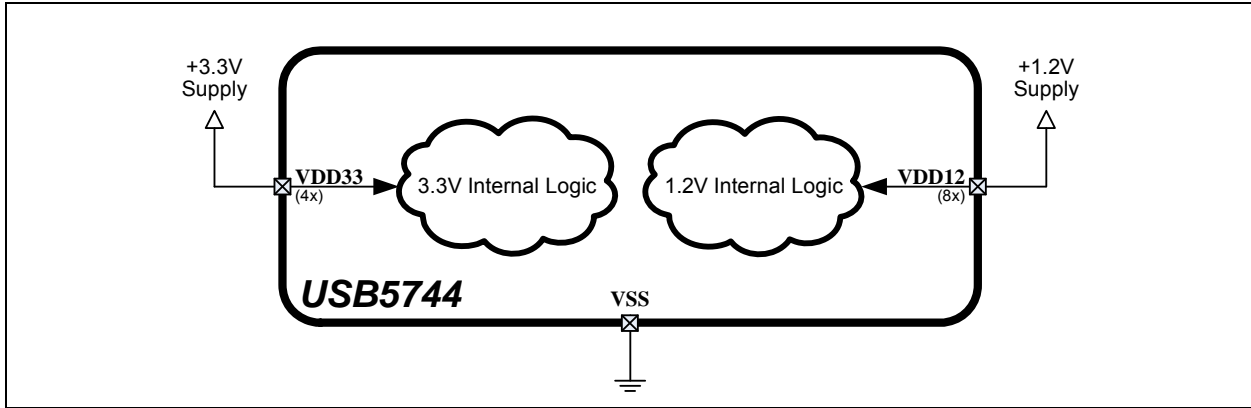 +3.3V
Supply
+1.2V
Supply
VDD33
(4x)
3.3V Internal Logic
1.2V Internal Logic
VDD12
(8x)
USB5744
VSS